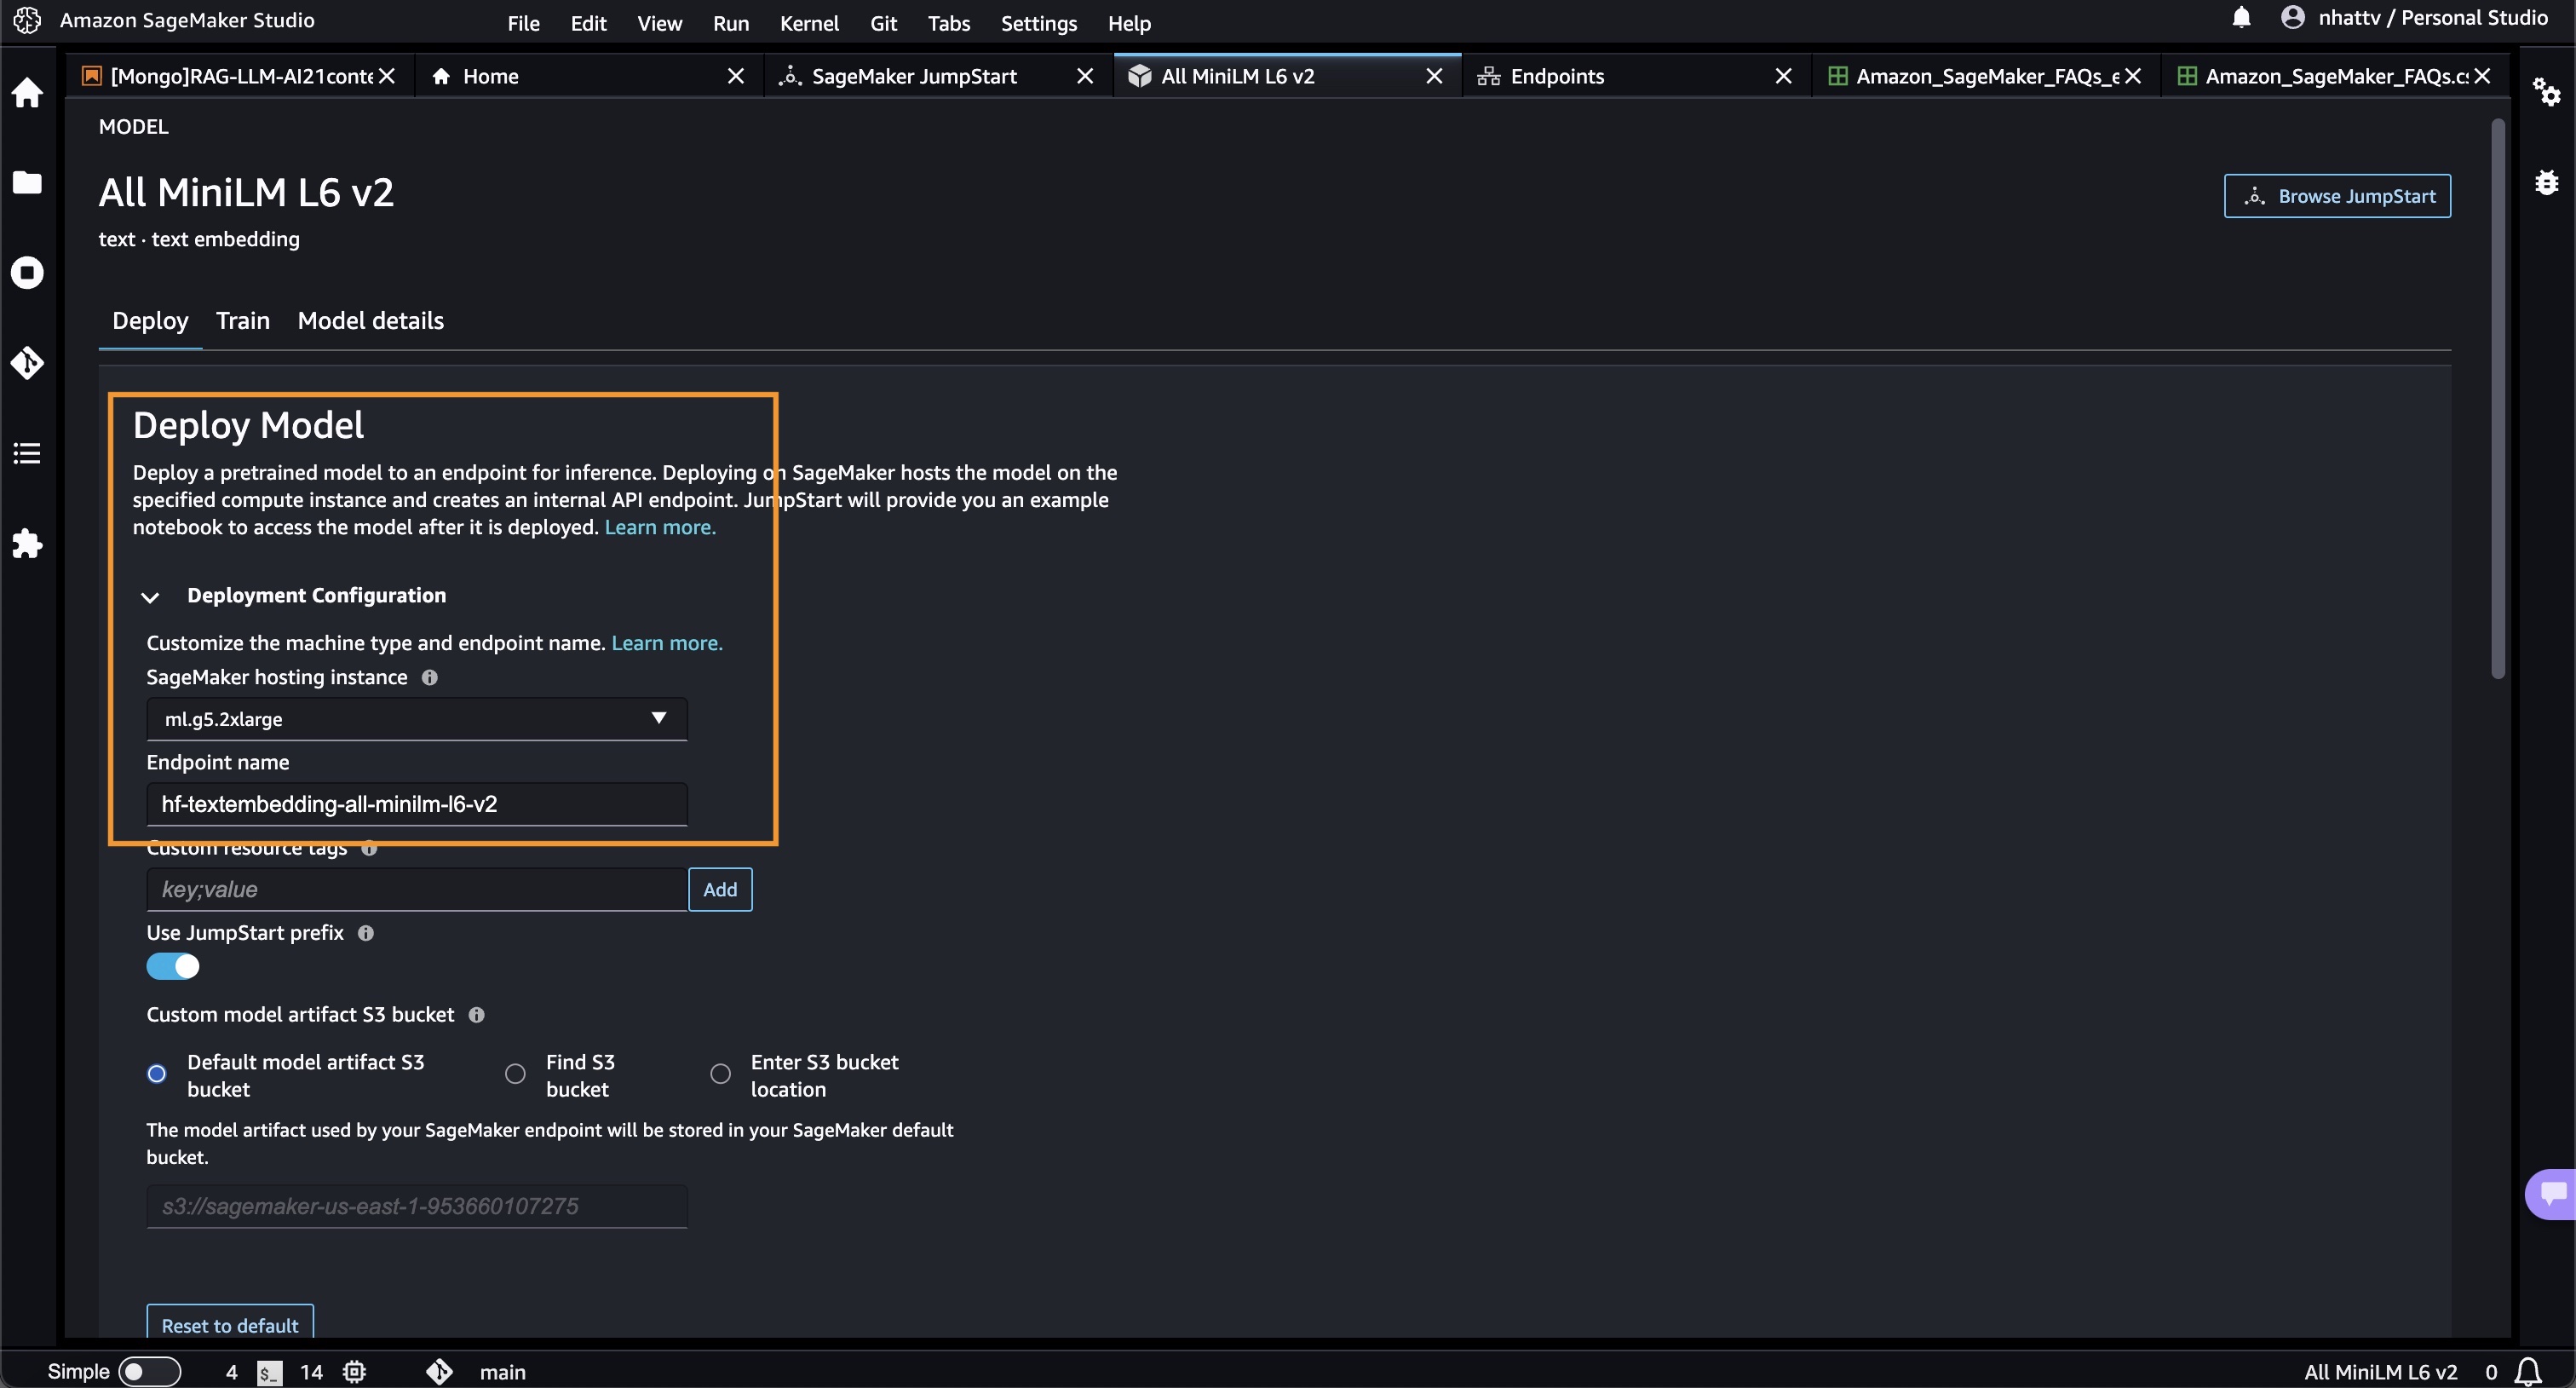 Amazon SageMaker Studio
File Edit View Run Kernel Git Tabs Settings Help
nhattv / Personal Studio
[Mongo]RAG-LLM-AI21conte
Home
SageMaker JumpStart
All MiniLM L6 v2
Endpoints
Amazon_SageMaker_FAQs_e
Amazon_SageMaker_FAQs.cs
MODEL
All MiniLM L6 v2
Browse JumpStart
text · text embedding
Deploy Train Model details
Deploy Model
Deploy a pretrained model to an endpoint for inference. Deploying on SageMaker hosts the model on the
specified compute instance and creates an internal API endpoint. JumpStart will provide you an example
notebook to access the model after it is deployed. Learn more.
Deployment Configuration
Customize the machine type and endpoint name. Learn more.
SageMaker hosting instance
ml.g5.2xlarge
Endpoint name
hf-textembedding-all-minilm-l6-v2
Custom resource tags
key;value
Add
Use JumpStart prefix
Custom model artifact S3 bucket
Default model artifact S3
bucket
Find S3
bucket
Enter S3 bucket
location
The model artifact used by your SageMaker endpoint will be stored in your SageMaker default
bucket.
s3://sagemaker-us-east-1-953660107275
Reset to default
Simple 4 $_ 14 main
All MiniLM L6 v2 0